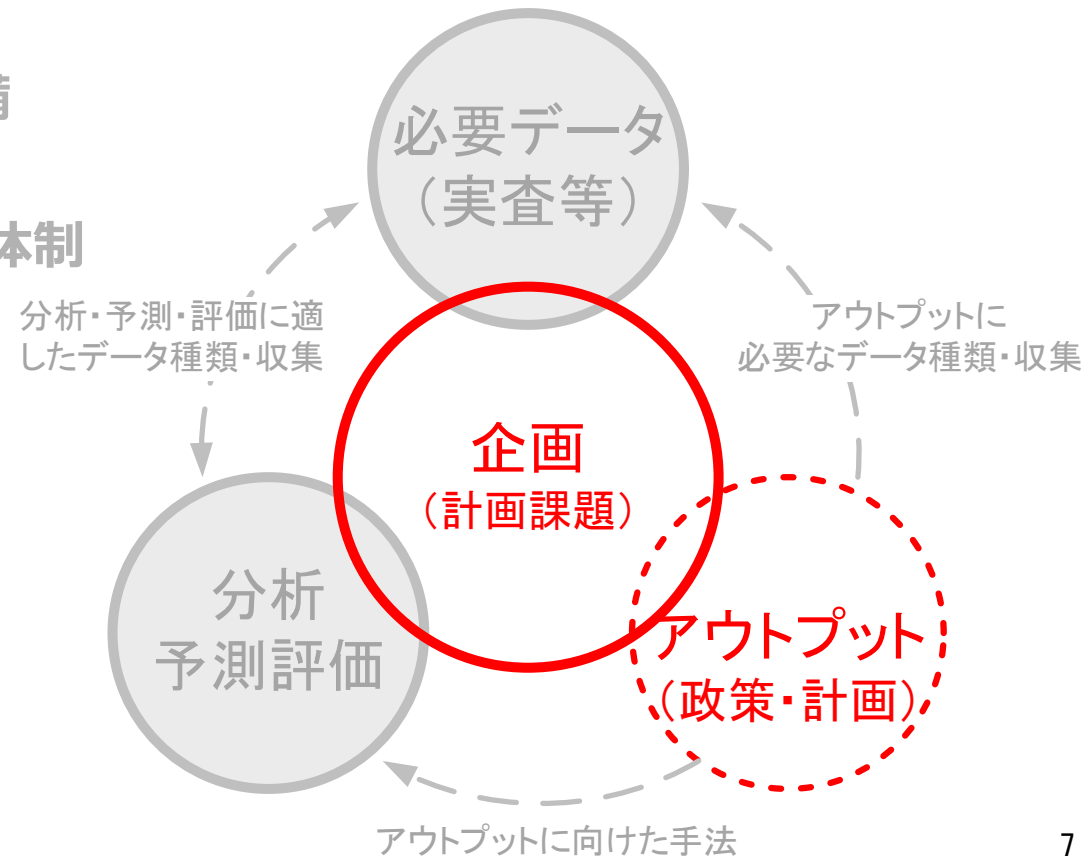 備
必要データ
（実査等）
体制
分析・予測・評価に適
したデータ種類・収集
アウトプットに
必要なデータ種類・収集
企画
（計画課題）
分析
予測評価
アウトプット
（政策・計画）
アウトプットに向けた手法
7